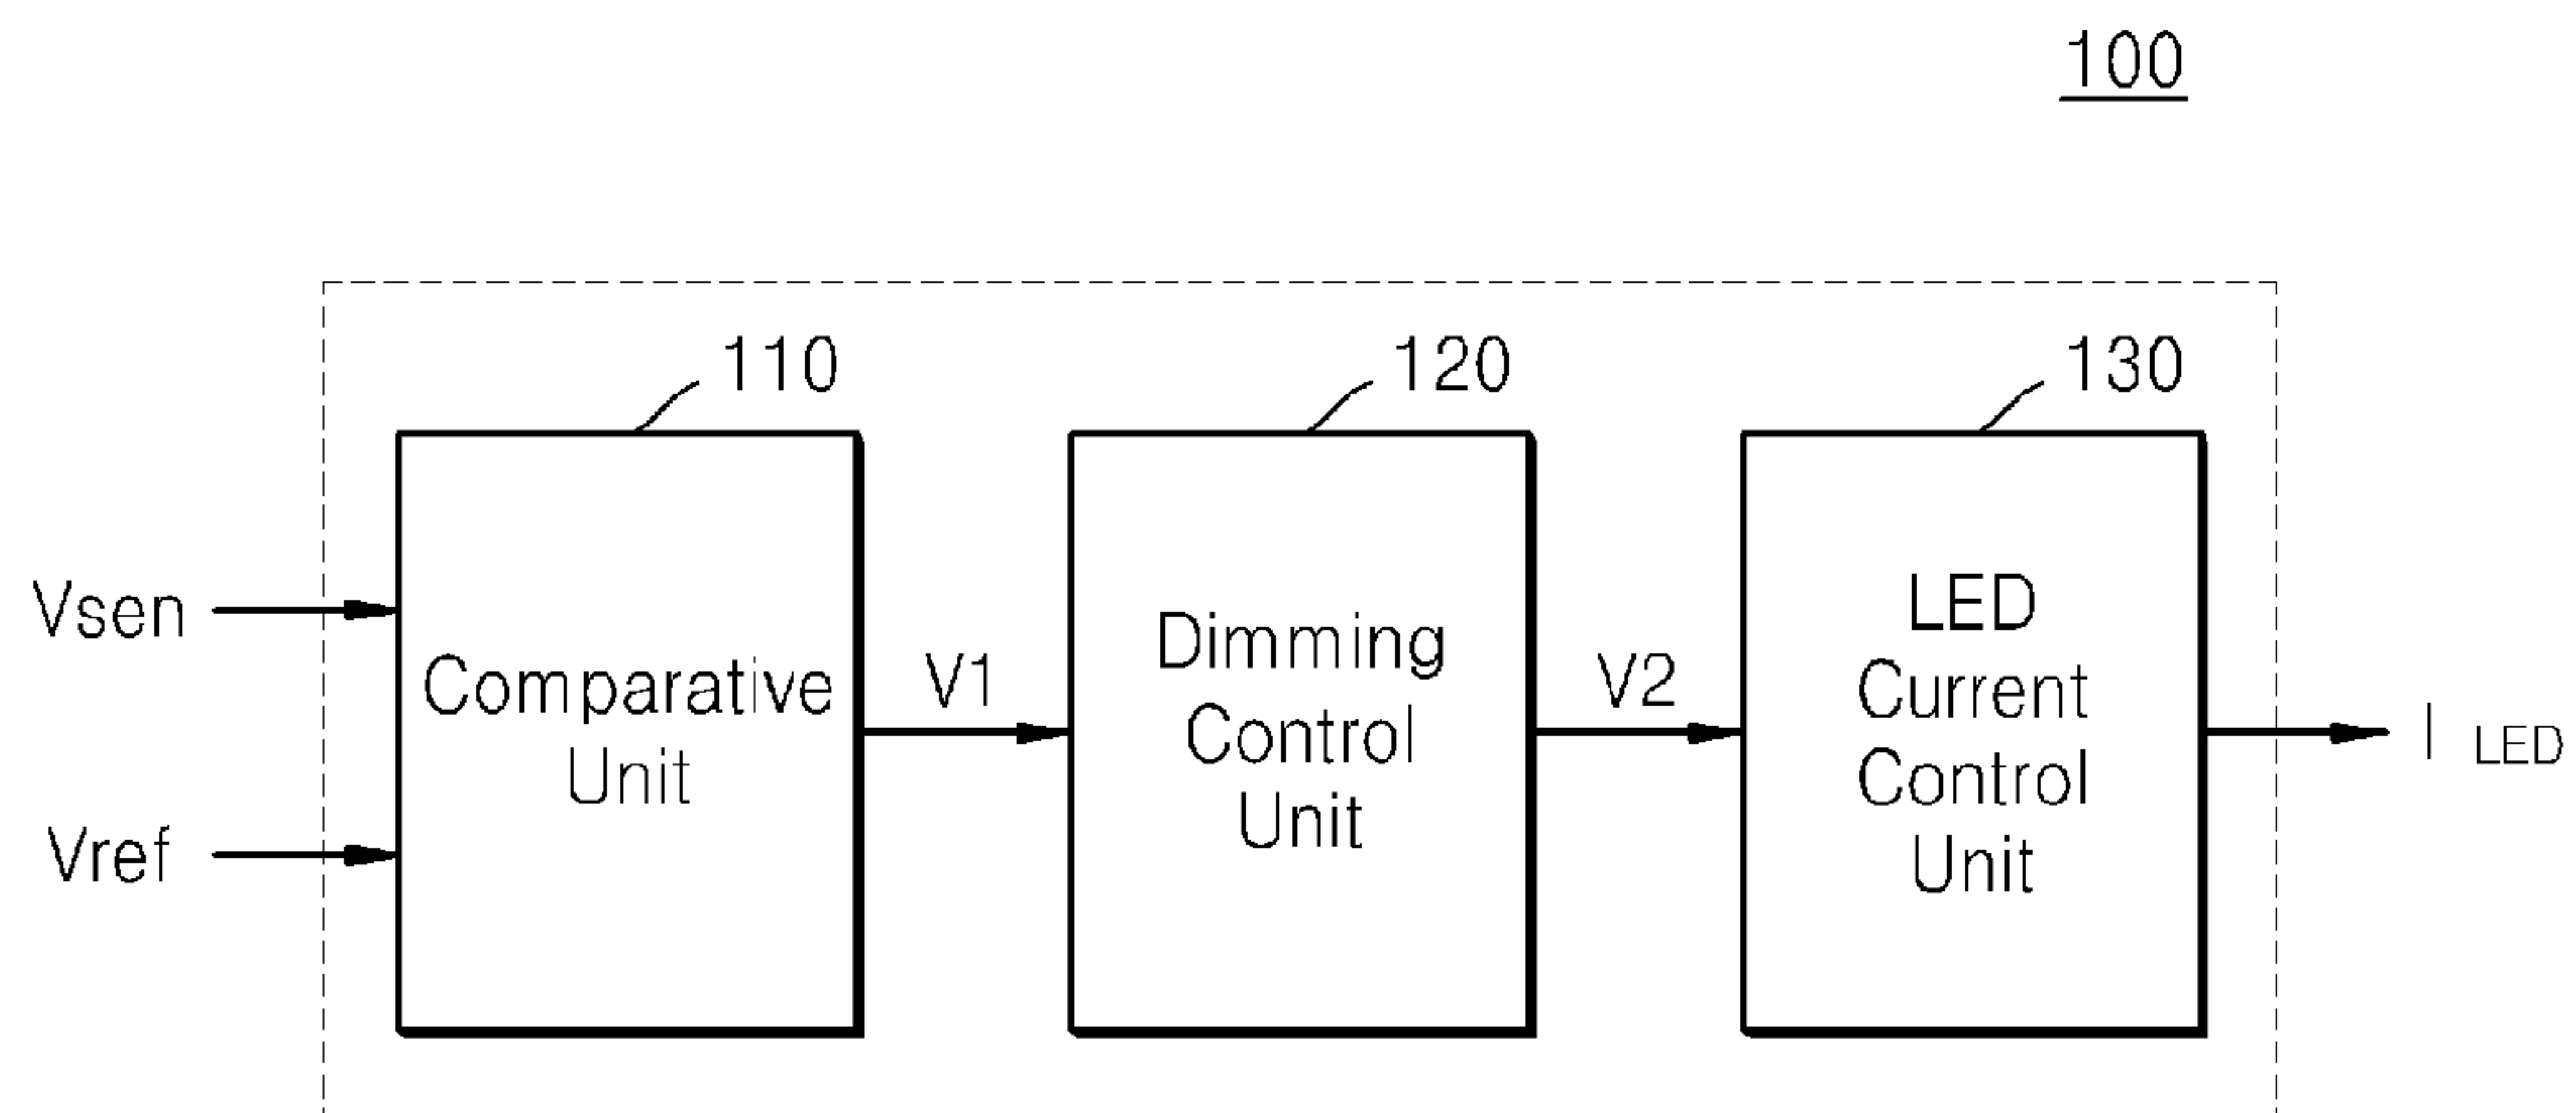 100
110
120
130
Vsen
Vref
Comparative
Unit
V1
Dimming
Control
Unit
V2
LED
Current
Control
Unit
I LED